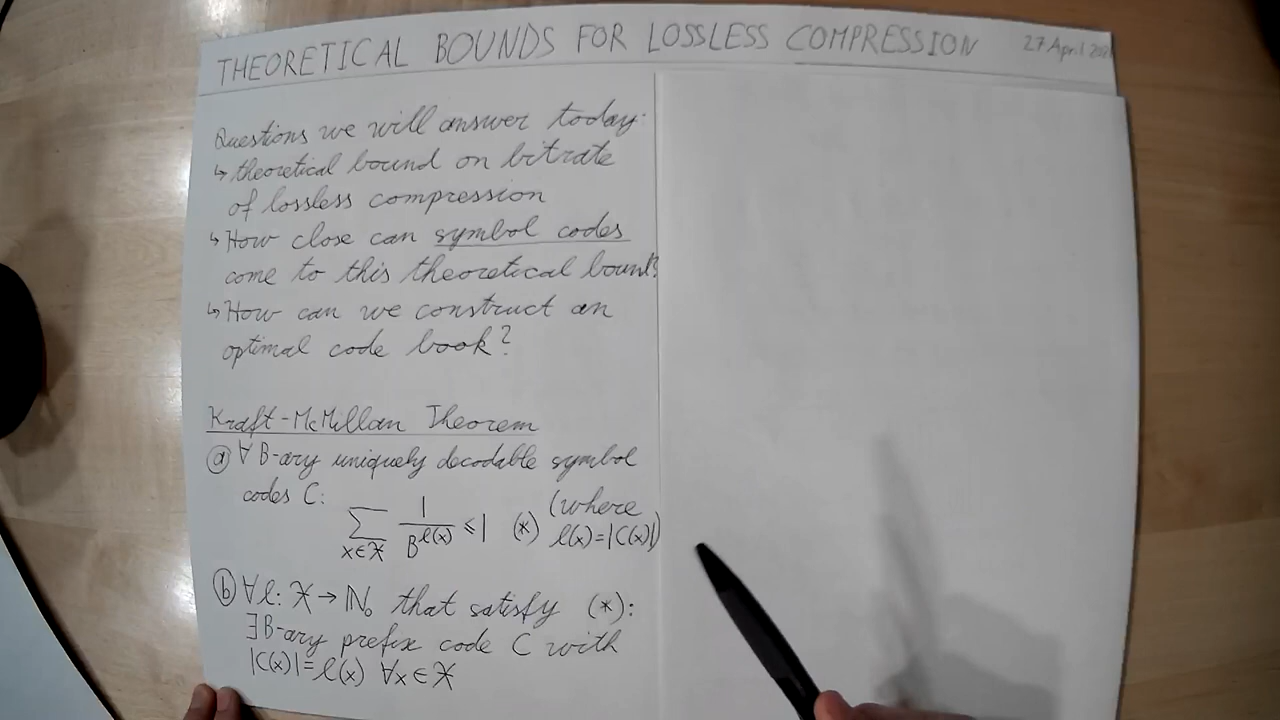 THEORETICAL BOUNDS FOR LOSSLESS COMPRESSION 27 April
Questions we will answer today:
↳ theoretical bound on bitrate
of lossless compression
↳ How close can symbol codes
come to this theoretical bound?
↳ How can we construct an
optimal code book?
Kraft-McMillan Theorem
ⓐ ∀ B-ary uniquely decodable symbol
codes C:
∑_{x∈𝒳} 1/B^{ℓ(x)} ≤ 1 (*) (where
ℓ(x)=|C(x)|)
ⓑ ∀ℓ: 𝒳 → ℕ₀ that satisfy (*):
∃ B-ary prefix code C with
|C(x)| = ℓ(x) ∀x ∈ 𝒳